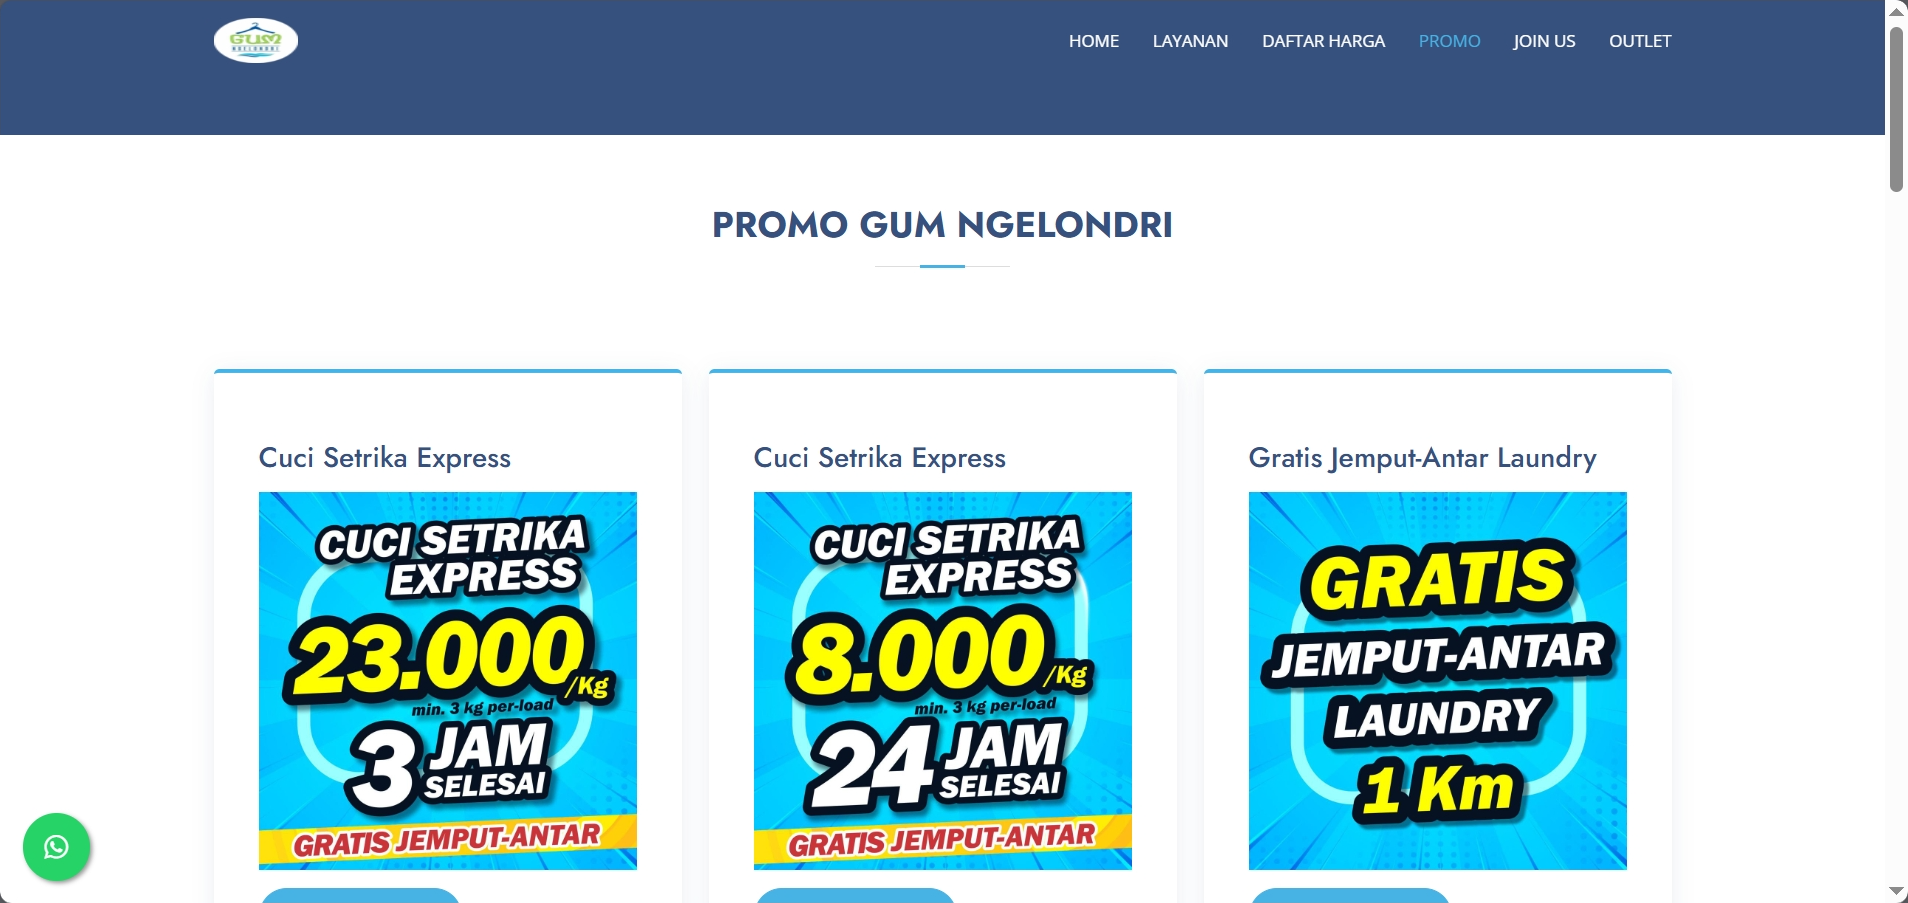 GUM
NGELONDRI
HOME
LAYANAN
DAFTAR HARGA
PROMO
JOIN US
OUTLET
PROMO GUM NGELONDRI
Cuci Setrika Express
CUCI SETRIKA
EXPRESS
23.000
/Kg
min. 3 kg per-load
3 JAM
SELESAI
GRATIS JEMPUT-ANTAR
Cuci Setrika Express
CUCI SETRIKA
EXPRESS
8.000
/Kg
min. 3 kg per-load
24 JAM
SELESAI
GRATIS JEMPUT-ANTAR
Gratis Jemput-Antar Laundry
GRATIS
JEMPUT-ANTAR
LAUNDRY
1 Km